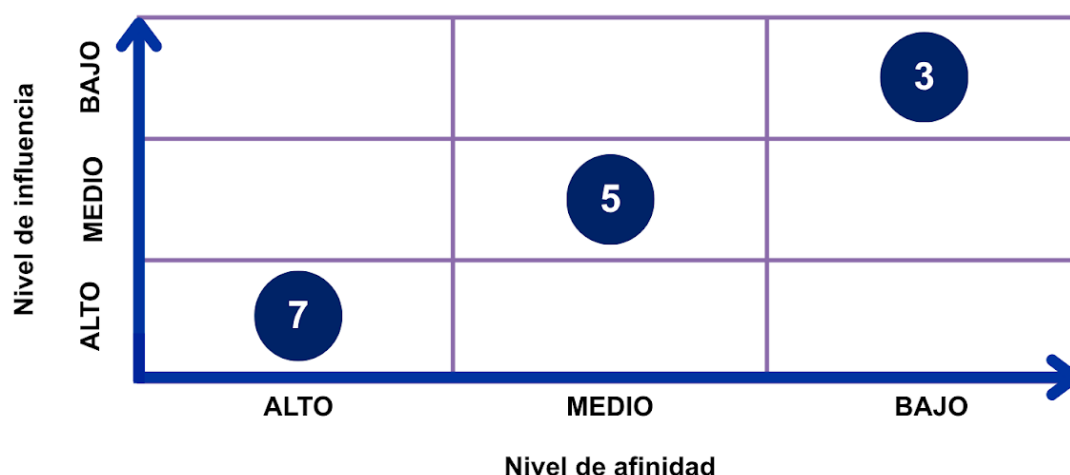 Nivel de influencia
BAJO
3
MEDIO
5
ALTO
7
ALTO MEDIO BAJO
Nivel de afinidad